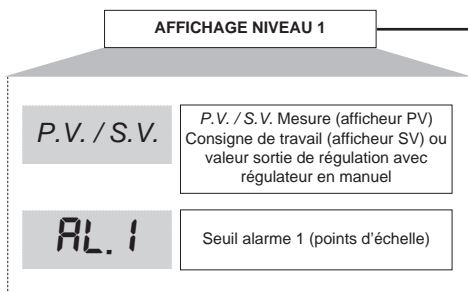 AFFICHAGE NIVEAU 1
P.V. / S.V.
P.V. / S.V. Mesure (afficheur PV)
Consigne de travail (afficheur SV) ou
valeur sortie de régulation avec
régulateur en manuel
AL. 1
Seuil alarme 1 (points d'échelle)